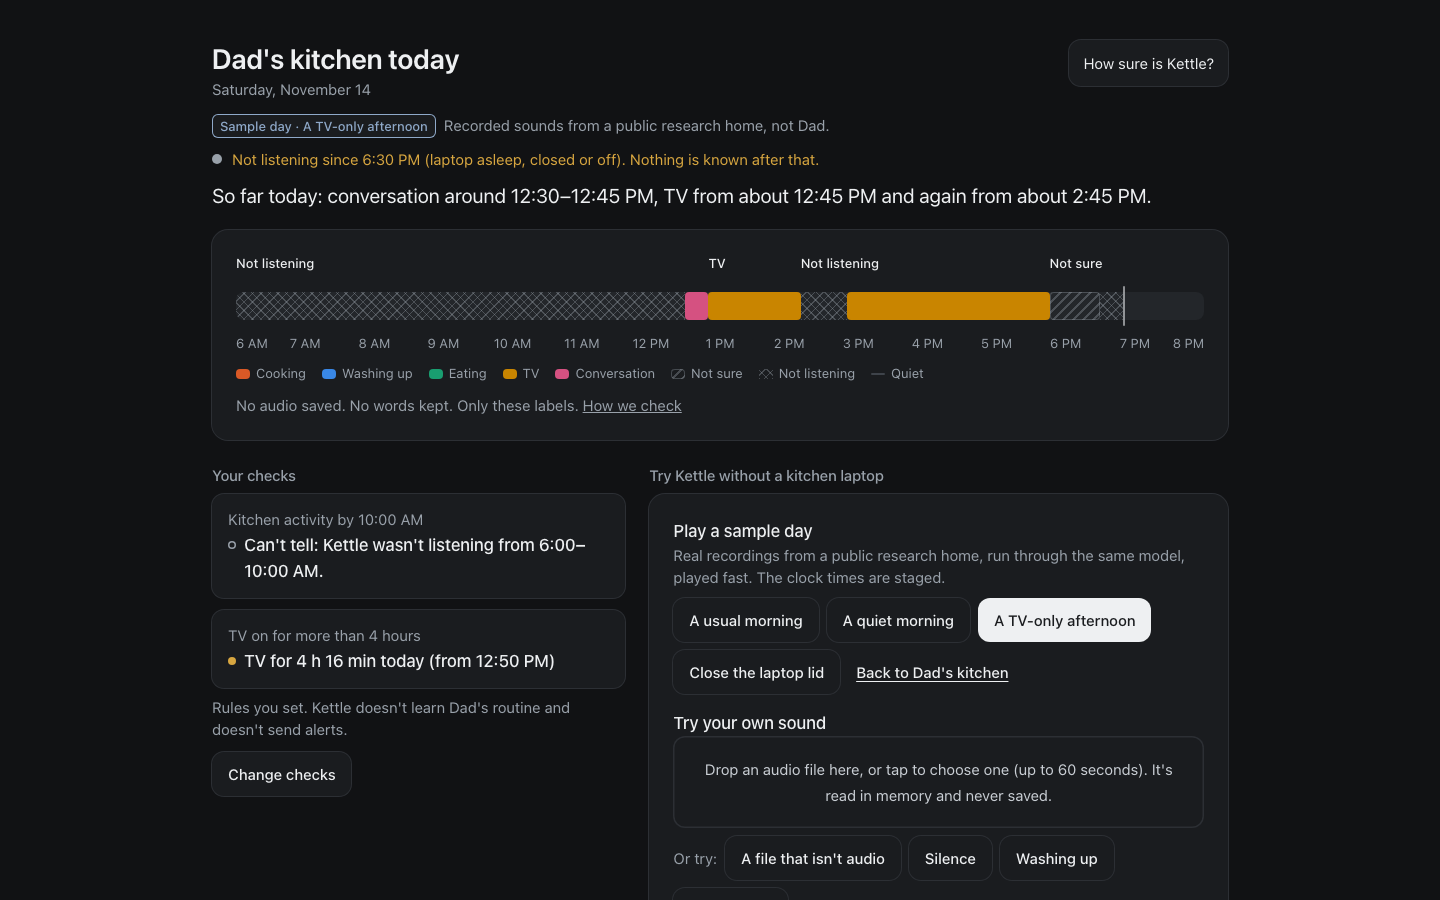 Dad's kitchen today
How sure is Kettle?
Saturday, November 14
Sample day · A TV-only afternoon Recorded sounds from a public research home, not Dad.
Not listening since 6:30 PM (laptop asleep, closed or off). Nothing is known after that.
So far today: conversation around 12:30–12:45 PM, TV from about 12:45 PM and again from about 2:45 PM.
Not listening TV Not listening Not sure
6 AM 7 AM 8 AM 9 AM 10 AM 11 AM 12 PM 1 PM 2 PM 3 PM 4 PM 5 PM 6 PM 7 PM 8 PM
Cooking Washing up Eating TV Conversation Not sure Not listening Quiet
No audio saved. No words kept. Only these labels. How we check
Your checks
Kitchen activity by 10:00 AM
Can't tell: Kettle wasn't listening from 6:00–
10:00 AM.
TV on for more than 4 hours
TV for 4 h 16 min today (from 12:50 PM)
Rules you set. Kettle doesn't learn Dad's routine and
doesn't send alerts.
Change checks
Try Kettle without a kitchen laptop
Play a sample day
Real recordings from a public research home, run through the same model,
played fast. The clock times are staged.
A usual morning A quiet morning A TV-only afternoon
Close the laptop lid Back to Dad's kitchen
Try your own sound
Drop an audio file here, or tap to choose one (up to 60 seconds). It's
read in memory and never saved.
Or try: A file that isn't audio Silence Washing up